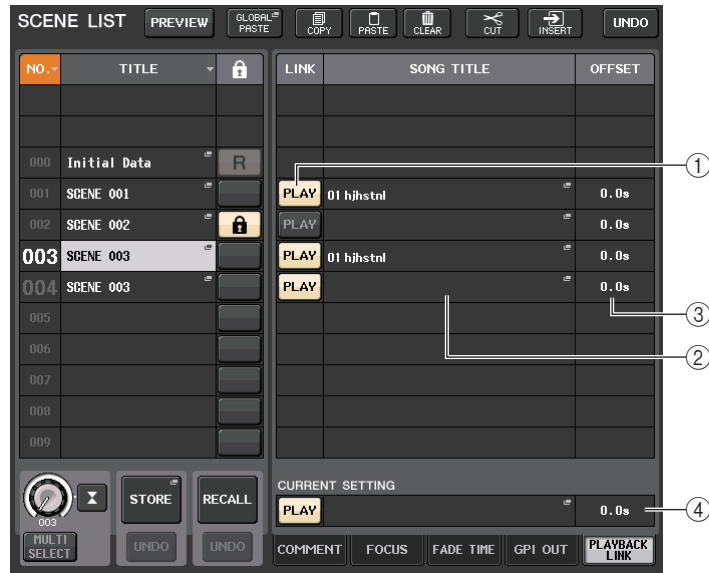 SCENE LIST PREVIEW GLOBAL PASTE COPY PASTE CLEAR CUT INSERT UNDO
NO. TITLE LINK SONG TITLE OFFSET
000 Initial Data R
001 SCENE 001 PLAY 01 hjhstnl 0.0s
002 SCENE 002 PLAY 0.0s
003 SCENE 003 PLAY 01 hjhstnl 0.0s
004 SCENE 003 PLAY 0.0s
005
006
007
008
009
1
3
2
CURRENT SETTING
003 STORE RECALL PLAY 0.0s 4
MULTI SELECT UNDO UNDO COMMENT FOCUS FADE TIME GPI OUT PLAYBACK LINK